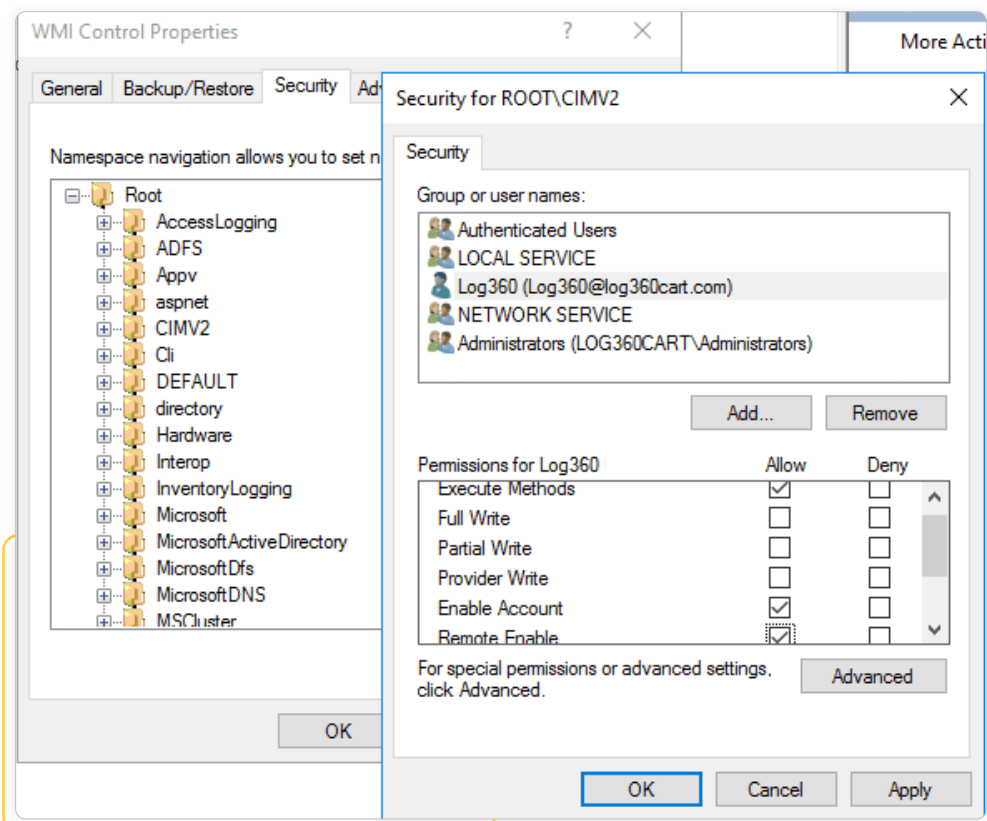 WMI Control Properties
?
More Acti
General Backup/Restore Security Ad
Namespace navigation allows you to set n
Root
AccessLogging
ADFS
Appv
aspnet
CIMV2
Cli
DEFAULT
directory
Hardware
Interop
InventoryLogging
Microsoft
MicrosoftActiveDirectory
MicrosoftDfs
MicrosoftDNS
MSCluster
OK
Security for ROOT\CIMV2
Security
Group or user names:
Authenticated Users
LOCAL SERVICE
Log360 (Log360@log360cart.com)
NETWORK SERVICE
Administrators (LOG360CART\Administrators)
Add... Remove
Permissions for Log360 Allow Deny
Execute Methods
Full Write
Partial Write
Provider Write
Enable Account
Remote Enable
For special permissions or advanced settings,
click Advanced.
Advanced
OK Cancel Apply